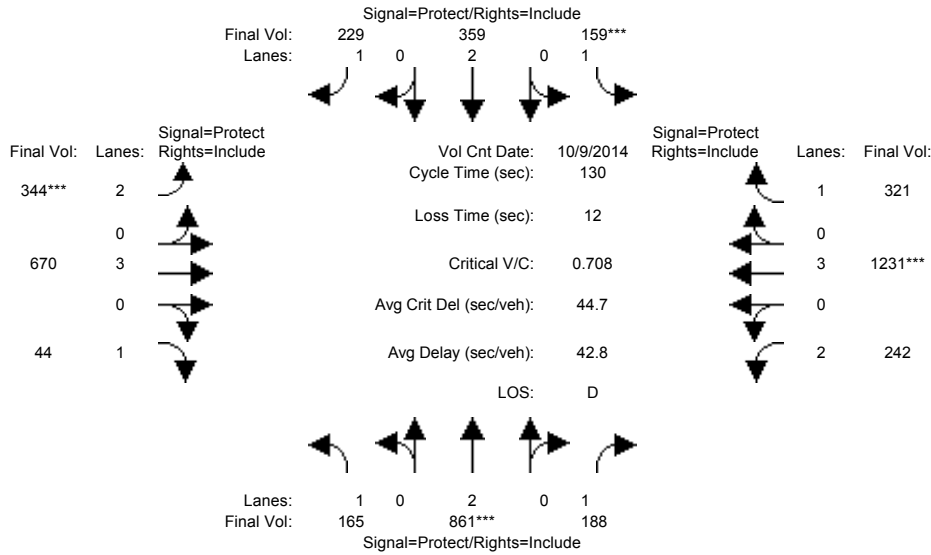 Signal=Protect/Rights=Include
Final Vol: 229 359 159***
Lanes: 1 0 2 0 1
Signal=Protect Signal=Protect
Final Vol: Lanes: Rights=Include Vol Cnt Date: 10/9/2014 Rights=Include Lanes: Final Vol:
Cycle Time (sec): 130
344*** 2 1 321
Loss Time (sec): 12
0 0
670 3 Critical V/C: 0.708 3 1231***
0 Avg Crit Del (sec/veh): 44.7 0
44 1 Avg Delay (sec/veh): 42.8 2 242
LOS: D
Lanes: 1 0 2 0 1
Final Vol: 165 861*** 188
Signal=Protect/Rights=Include